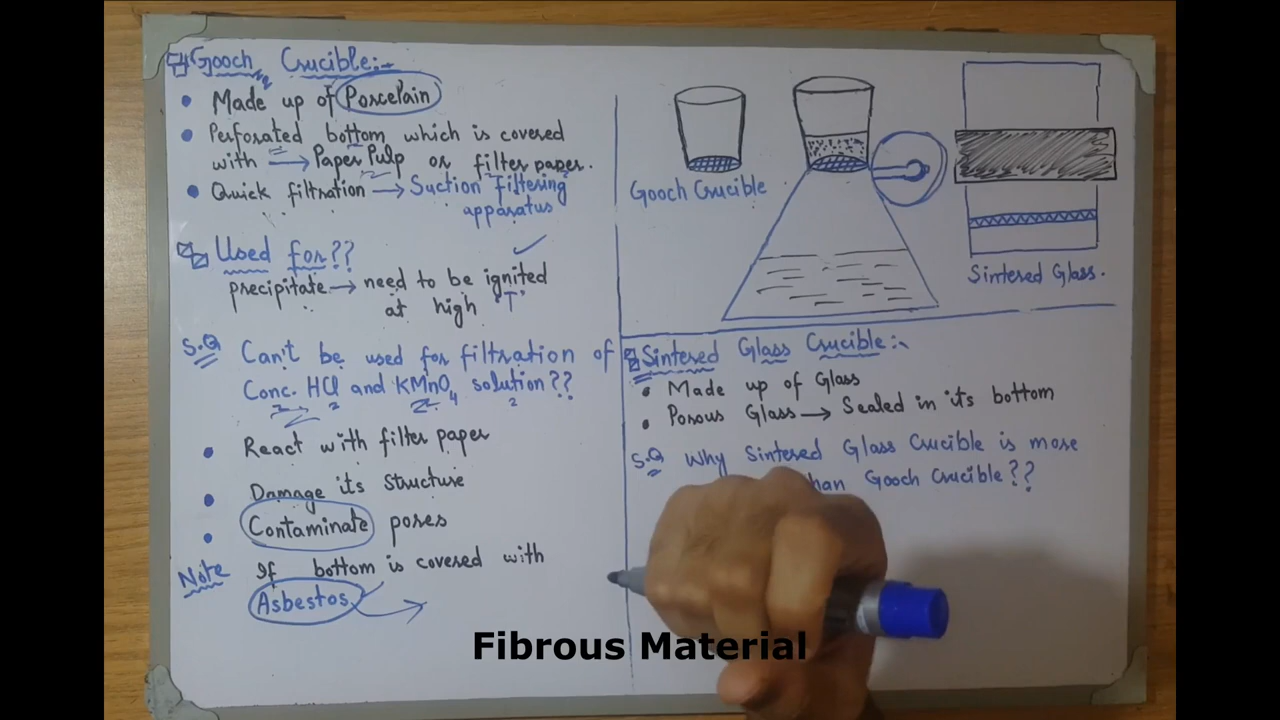 Gooch Crucible:-
Made up of Porcelain
Perforated bottom which is covered
with → Paper Pulp or filter paper.
Quick filtration → Suction filtering
apparatus
Used for??
precipitate → need to be ignited
at high "T"
S.Q Can't be used for filtration of
Conc. HCl and KMnO4 solution??
React with filter paper
Damage its structure
Contaminate pores
Note If bottom is covered with
Asbestos →
Gooch Crucible
Sintered Glass.
Sintered Glass Crucible:-
Made up of Glass
Porous Glass → Sealed in its bottom
S.Q Why Sintered Glass Crucible is more
than Gooch Crucible??
Fibrous Material